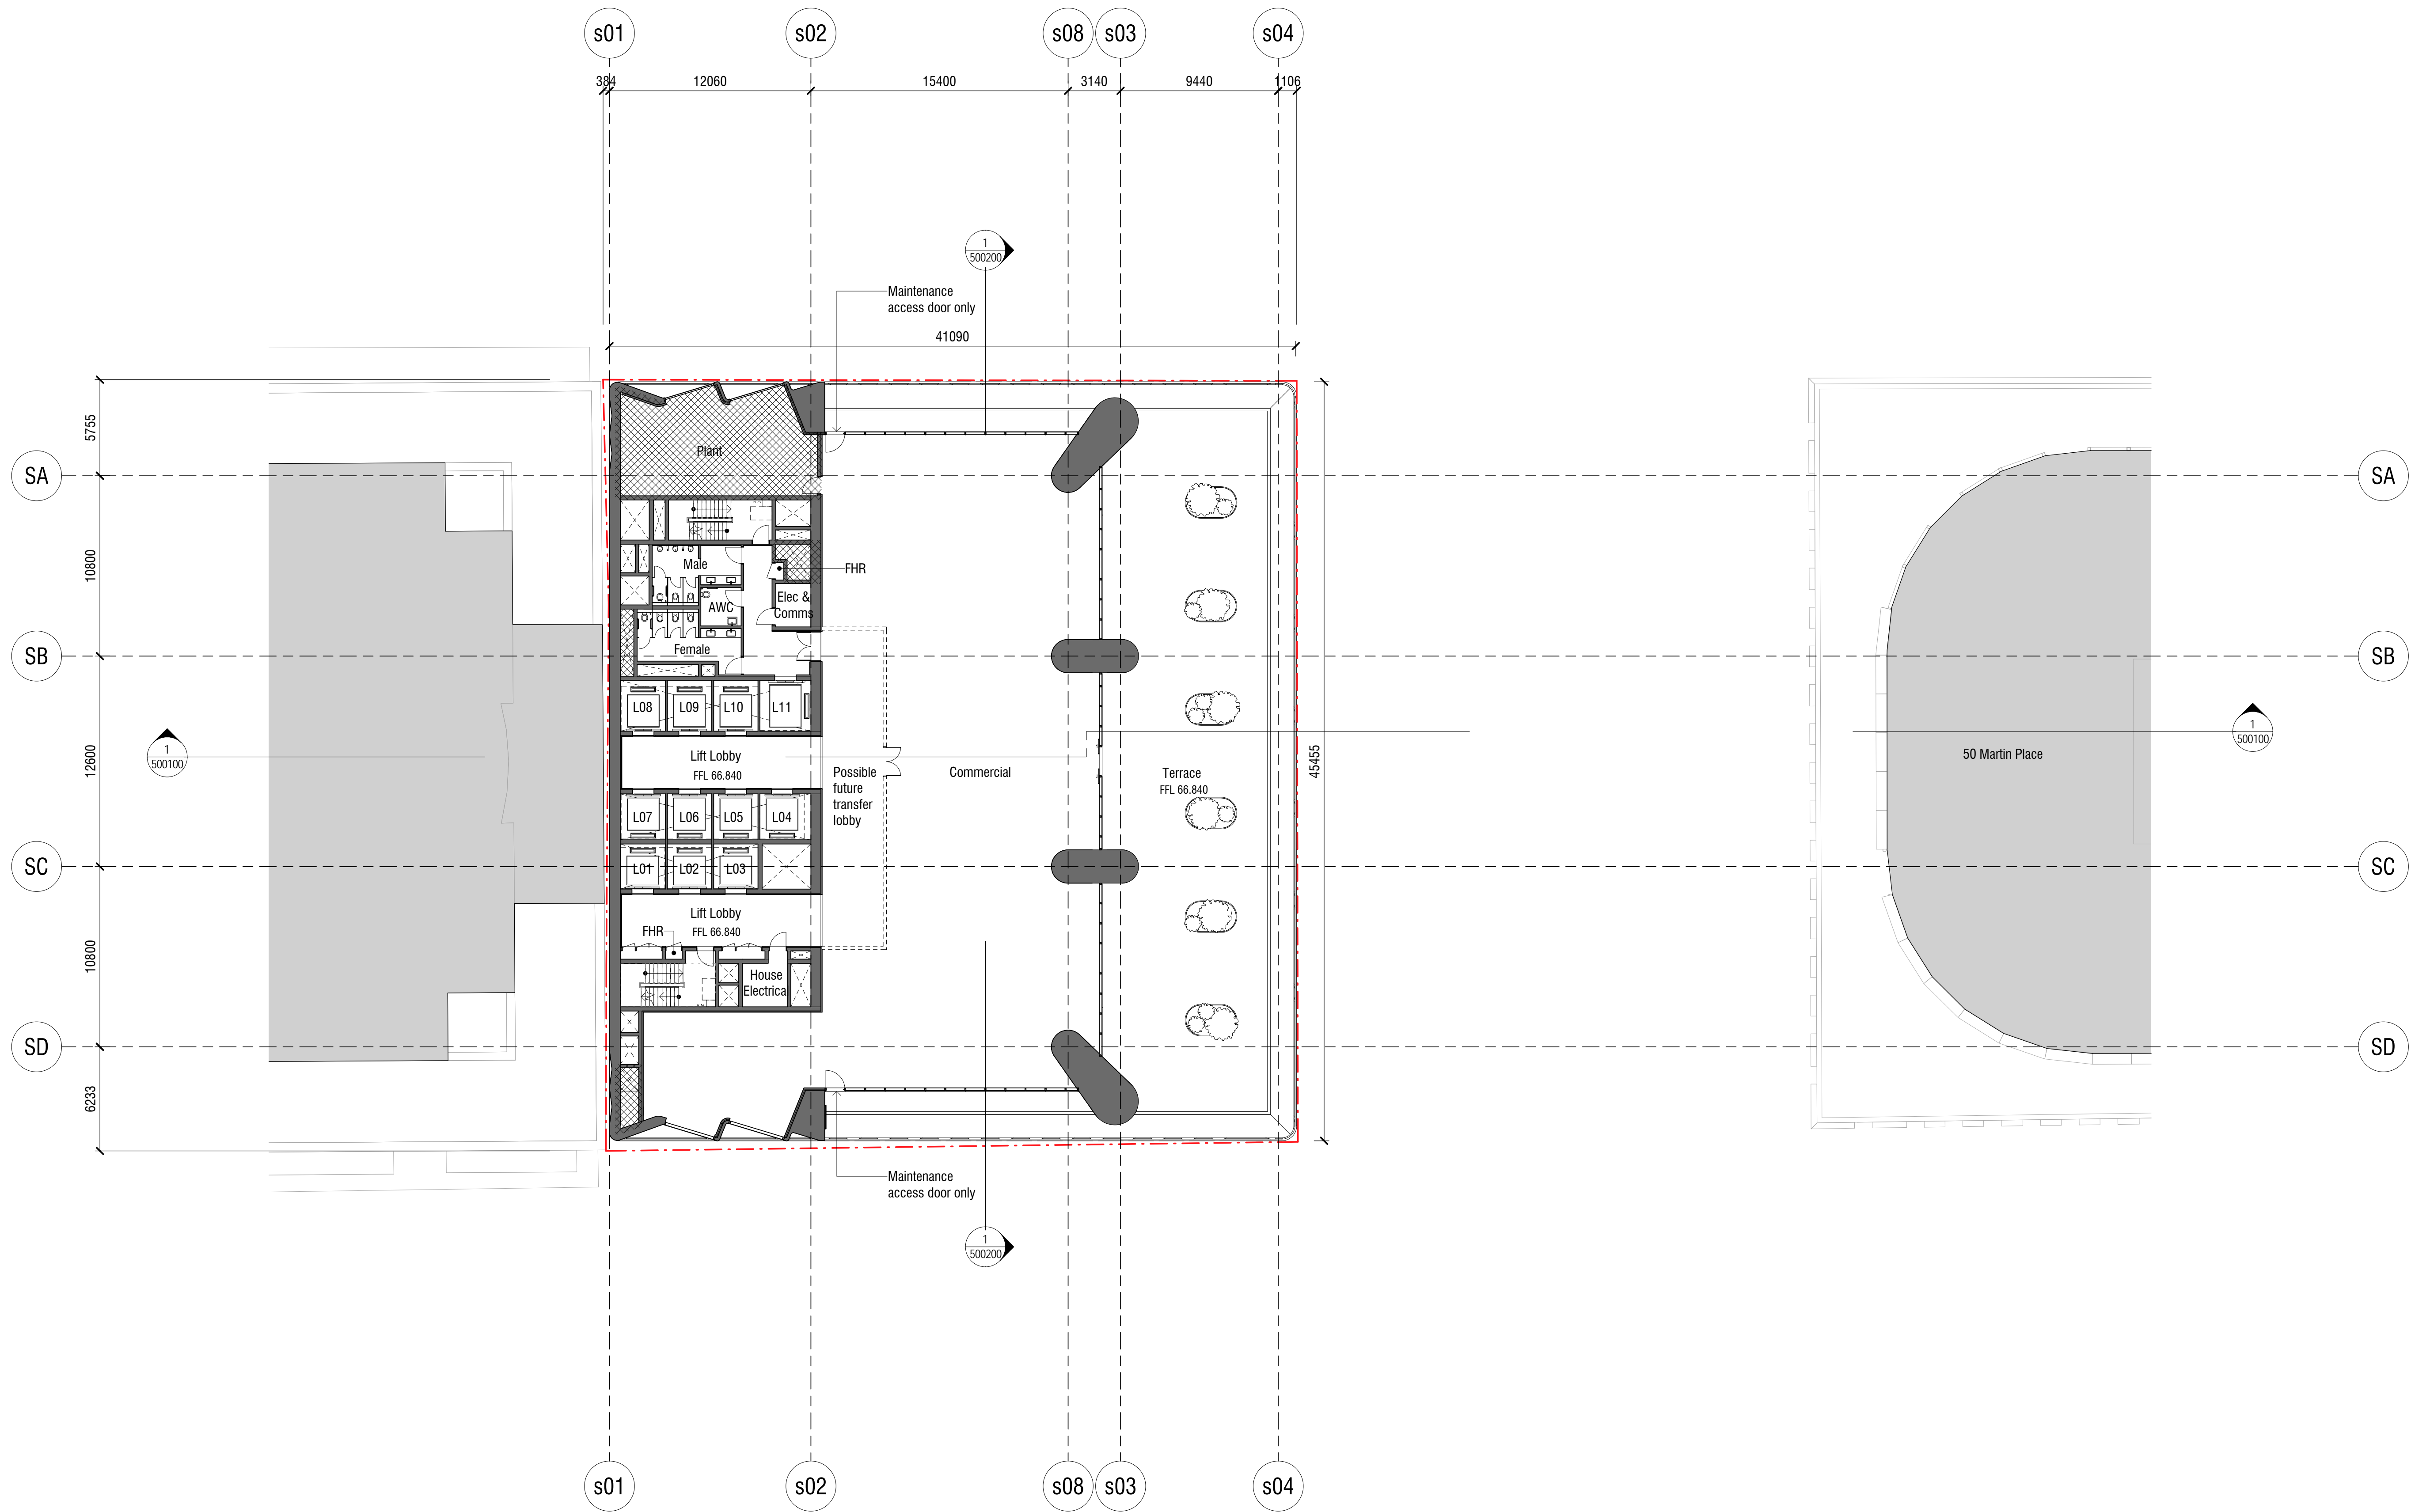 s01
s02
s08
s03
s04
384
12060
15400
3140
9440
1106
1
500200
Maintenance
access door only
41090
5755
Plant
SA
SA
10800
Male
FHR
AWC
Elec &
Comms
Female
SB
SB
L08
L09
L10
L11
12600
1
500100
Lift Lobby
FFL 66.840
Possible
future
transfer
lobby
Commercial
Terrace
FFL 66.840
45455
50 Martin Place
1
500100
L07
L06
L05
L04
SC
SC
L01
L02
L03
Lift Lobby
FFL 66.840
FHR
10800
House
Electrical
SD
SD
6233
Maintenance
access door only
1
500200
s01
s02
s08
s03
s04